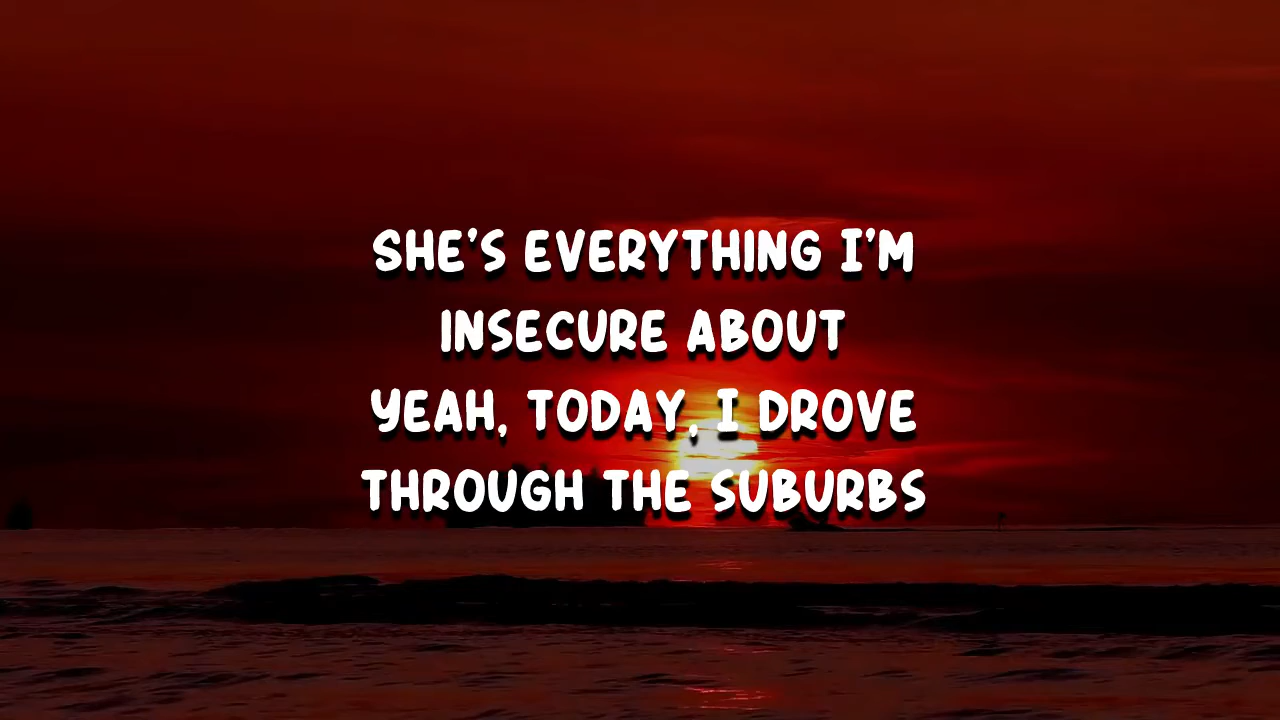 SHE'S EVERYTHING I'M
INSECURE ABOUT
YEAH, TODAY, I DROVE
THROUGH THE SUBURBS